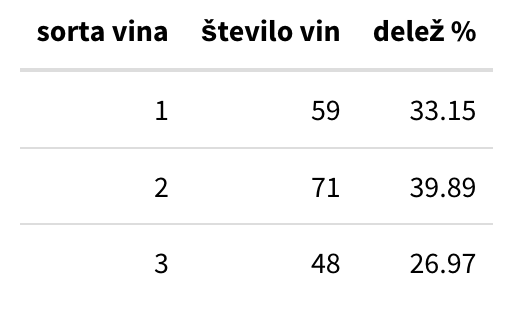 sorta vina število vin delež %
1 59 33.15
2 71 39.89
3 48 26.97